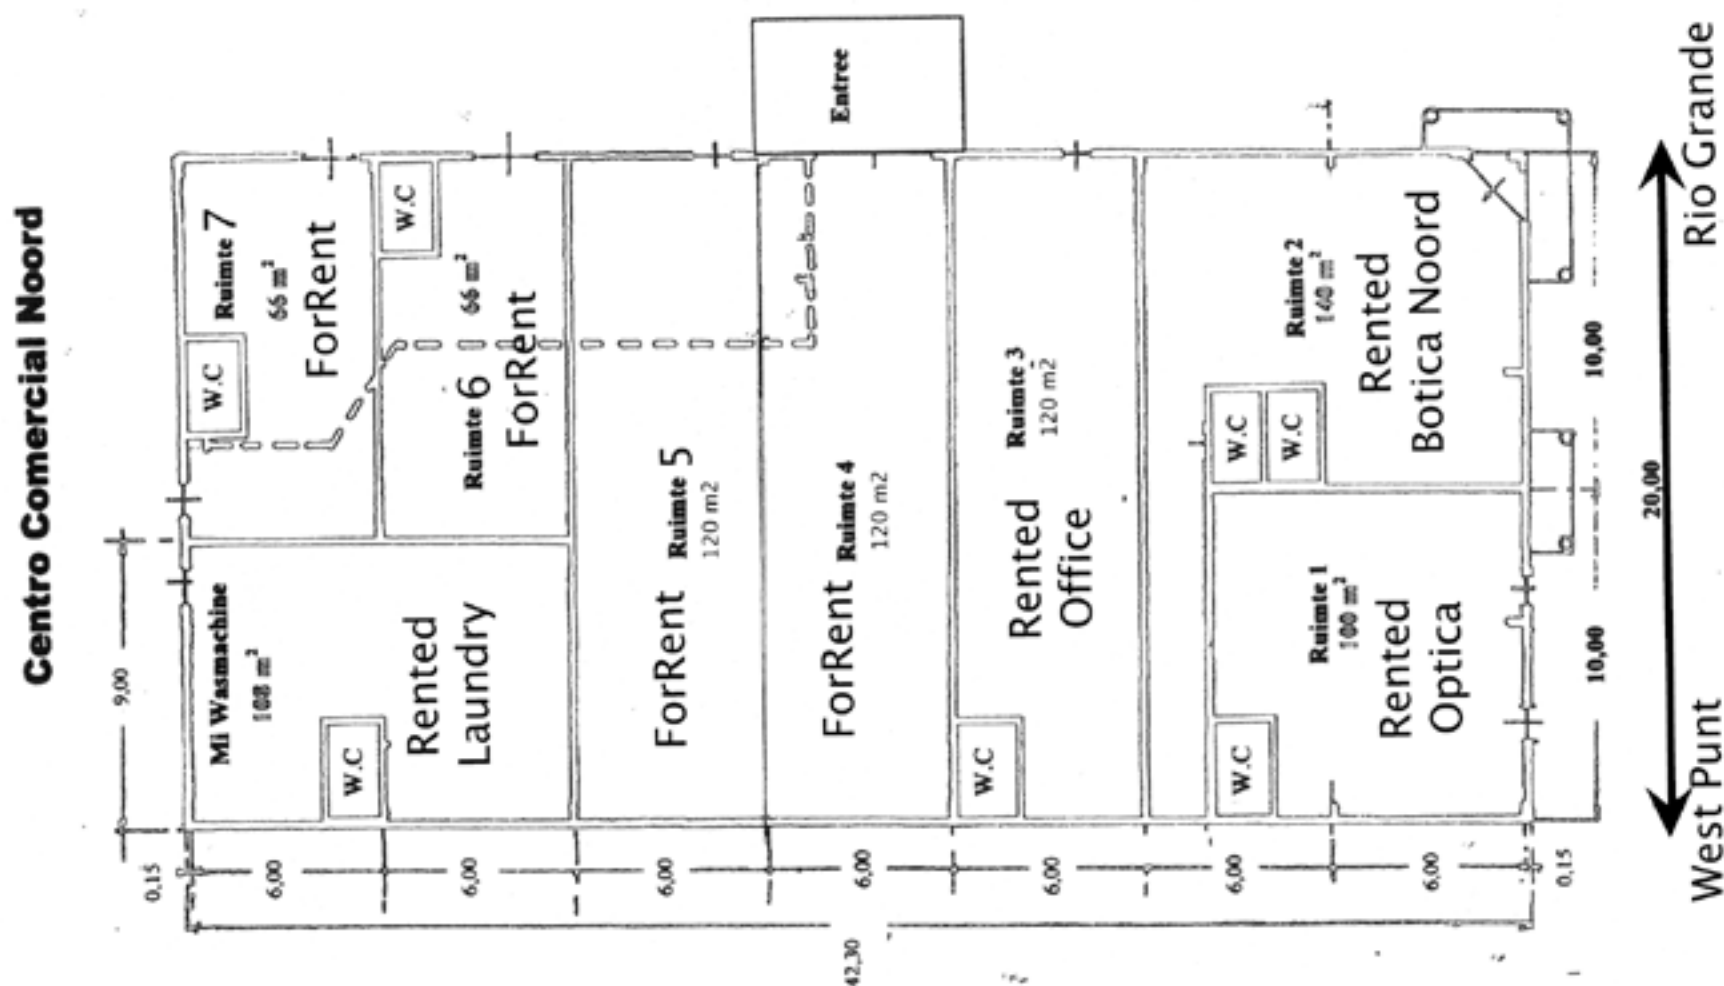 Centro Comercial Noord
Entree
Ruimte 7
66 m²
ForRent
W.C
W.C
66 m²
Ruimte 6
ForRent
Mi Wasmachine
108 m²
Rented
Laundry
W.C
Ruimte 5
120 m2
ForRent
Ruimte 4
120 m2
ForRent
Ruimte 3
120 m2
Rented
Office
W.C
Ruimte 2
140 m²
Rented
Botica Noord
W.C
W.C
Ruimte 1
100 m²
Rented
Optica
W.C
9,00
0,15
6,00
6,00
6,00
6,00
6,00
6,00
6,00
0,15
42,30
10,00
10,00
20,00
Rio Grande
West Punt